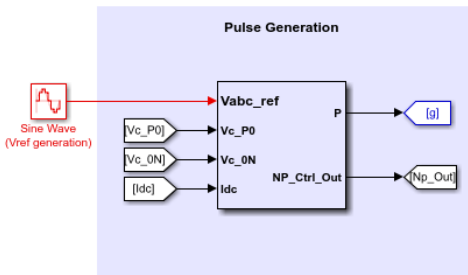 Pulse Generation
Sine Wave
(Vref generation)
Vabc_ref
[Vc_P0]
Vc_P0
[Vc_0N]
Vc_0N
[Idc]
Idc
P
[g]
NP_Ctrl_Out
[Np_Out]